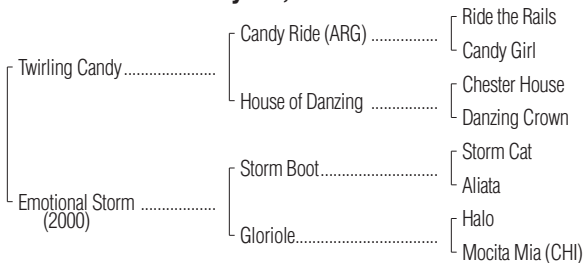 Ride the Rails
Candy Ride (ARG) ................
Candy Girl
Twirling Candy......................
Chester House
House of Danzing ................
Danzing Crown
Storm Cat
Storm Boot............................
Aliata
Emotional Storm ..................
(2000)
Halo
Gloriole..................................
Mocita Mia (CHI)